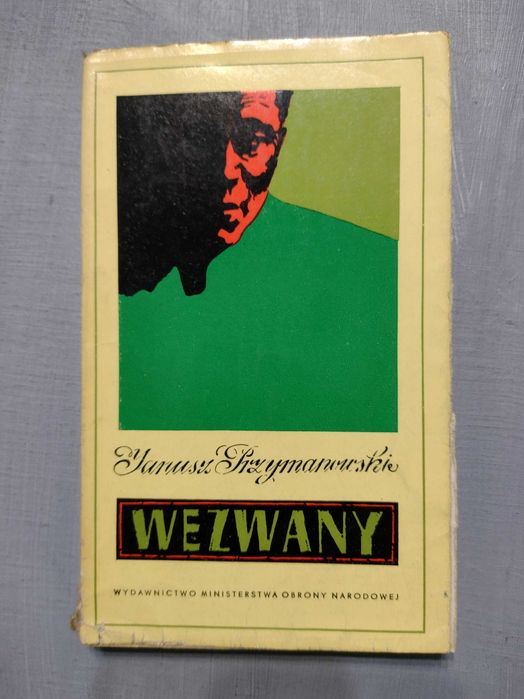 Janusz Przymanowski
WEZWANY
WYDAWNICTWO MINISTERSTWA OBRONY NARODOWEJ